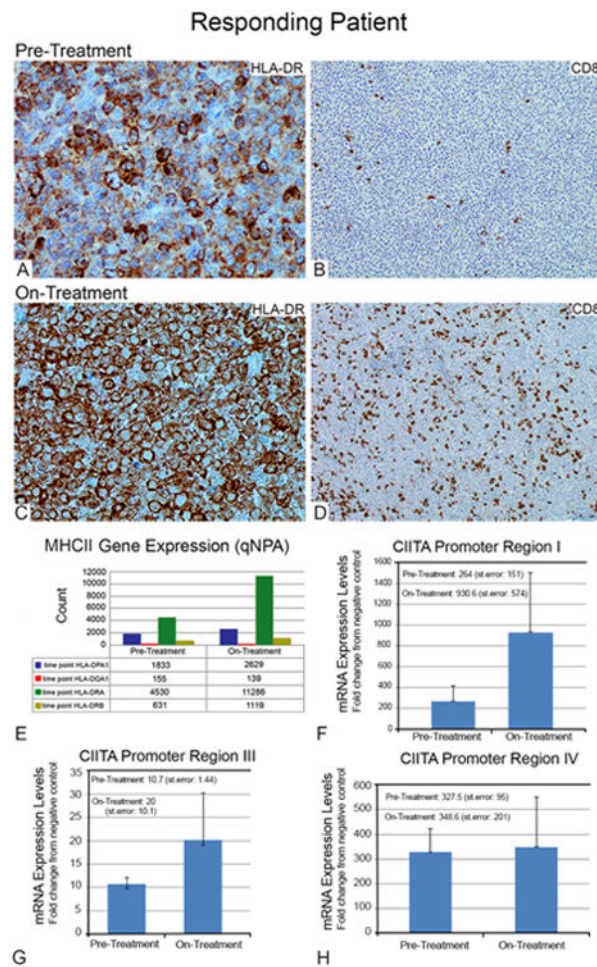 Responding Patient
Pre-Treatment
HLA-DR
CD8
A
B
On-Treatment
HLA-DR
CD8
C
D
MHCII Gene Expression (qNPA)
Count
12000
10000
8000
6000
4000
2000
0
Pre-Treatment On-Treatment
time point HLA-DPA1 1833 2629
time point HLA-DQA1 155 139
time point HLA-DRA 4530 11286
time point HLA-DRB 631 1119
E
CIITA Promoter Region I
mRNA Expression Levels
Fold change from negative control
1600
1400
1200
1000
800
600
400
200
0
Pre-Treatment: 264 (st.error: 151)
On-Treatment: 930.6 (st.error: 574)
Pre-Treatment On-Treatment
F
CIITA Promoter Region III
mRNA Expression Levels
Fold change from negative control
35
30
25
20
15
10
5
0
Pre-Treatment: 10.7 (st.error: 1.44)
On-Treatment: 20
(st.error: 10.1)
Pre-Treatment On-Treatment
G
CIITA Promoter Region IV
mRNA Expression Levels
Fold change from negative control
600
500
400
300
200
100
0
Pre-Treatment: 327.5 (st.error: 95)
On-Treatment: 348.6 (st.error: 201)
Pre-Treatment On-Treatment
H